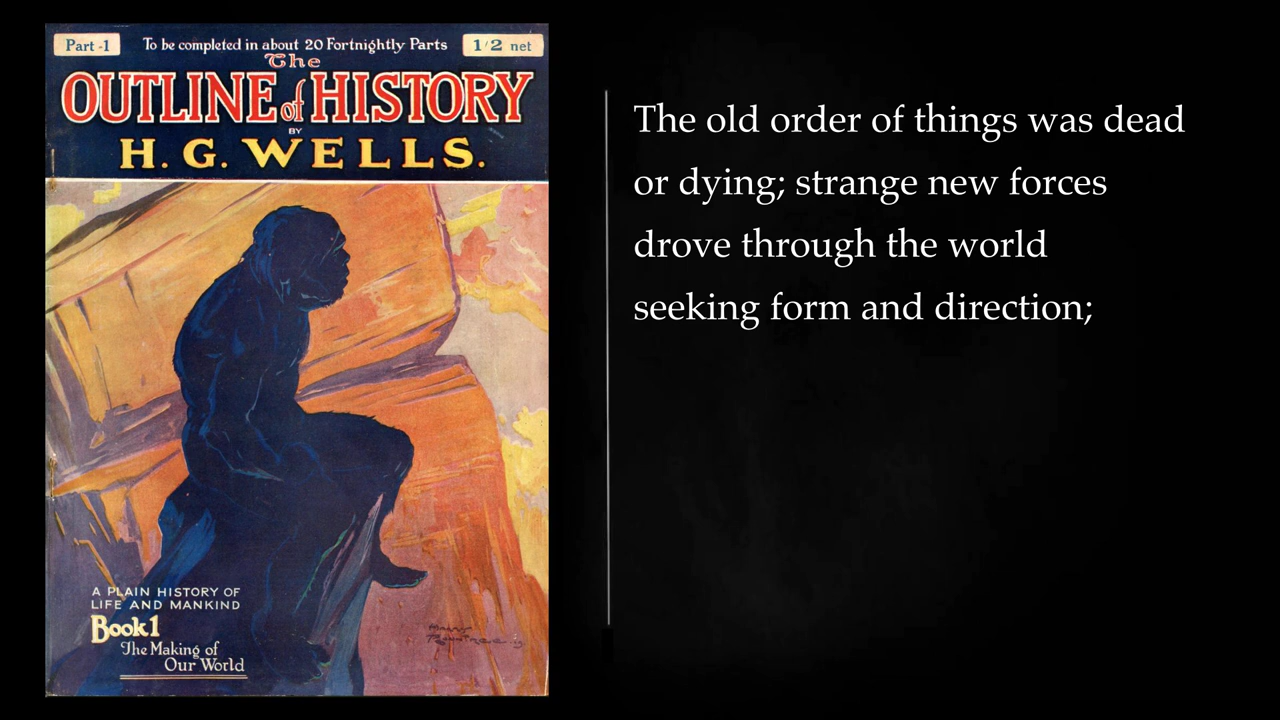 Part -1
To be completed in about 20 Fortnightly Parts
1/2 net
The
OUTLINE of HISTORY
BY
H. G. WELLS.
A PLAIN HISTORY OF
LIFE AND MANKIND
Book 1
The Making of
Our World
The old order of things was dead
or dying; strange new forces
drove through the world
seeking form and direction;